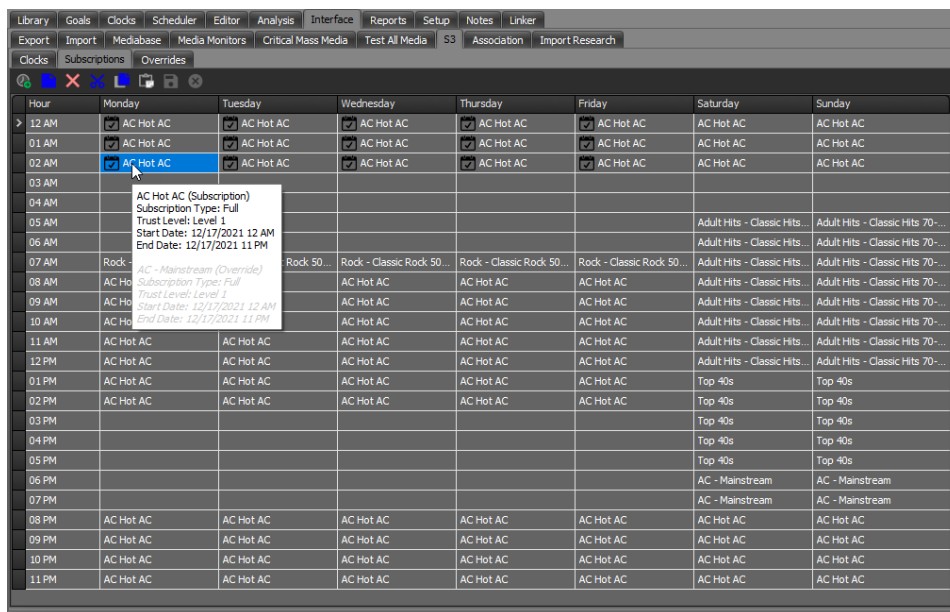 Library Goals Clocks Scheduler Editor Analysis Interface Reports Setup Notes Linker
Export Import Mediabase Media Monitors Critical Mass Media Test All Media S3 Association Import Research
Clocks Subscriptions Overrides
Hour Monday Tuesday Wednesday Thursday Friday Saturday Sunday
> 12 AM AC Hot AC AC Hot AC AC Hot AC AC Hot AC AC Hot AC AC Hot AC AC Hot AC
01 AM AC Hot AC AC Hot AC AC Hot AC AC Hot AC AC Hot AC AC Hot AC AC Hot AC
02 AM AC Hot AC AC Hot AC AC Hot AC AC Hot AC AC Hot AC AC Hot AC AC Hot AC
03 AM
04 AM
AC Hot AC (Subscription)
Subscription Type: Full
Trust Level: Level 1
Start Date: 12/17/2021 12 AM
End Date: 12/17/2021 11 PM
AC - Mainstream (Override)
Subscription Type: Full
Trust Level: Level 1
Start Date: 12/17/2021 12 AM
End Date: 12/17/2021 11 PM
05 AM Adult Hits - Classic Hits... Adult Hits - Classic Hits 70-...
06 AM Adult Hits - Classic Hits... Adult Hits - Classic Hits 70-...
07 AM Rock - Rock 50... Rock - Classic Rock 50... Rock - Classic Rock 50... Rock - Classic Rock 50... Adult Hits - Classic Hits... Adult Hits - Classic Hits 70-...
08 AM AC Ho AC Hot AC AC Hot AC AC Hot AC Adult Hits - Classic Hits... Adult Hits - Classic Hits 70-...
09 AM AC Ho AC Hot AC AC Hot AC AC Hot AC Adult Hits - Classic Hits... Adult Hits - Classic Hits 70-...
10 AM AC Ho AC Hot AC AC Hot AC AC Hot AC Adult Hits - Classic Hits... Adult Hits - Classic Hits 70-...
11 AM AC Hot AC AC Hot AC AC Hot AC AC Hot AC AC Hot AC Adult Hits - Classic Hits... Adult Hits - Classic Hits 70-...
12 PM AC Hot AC AC Hot AC AC Hot AC AC Hot AC AC Hot AC Adult Hits - Classic Hits... Adult Hits - Classic Hits 70-...
01 PM AC Hot AC AC Hot AC AC Hot AC AC Hot AC AC Hot AC Top 40s Top 40s
02 PM AC Hot AC AC Hot AC AC Hot AC AC Hot AC AC Hot AC Top 40s Top 40s
03 PM Top 40s Top 40s
04 PM Top 40s Top 40s
05 PM Top 40s Top 40s
06 PM AC - Mainstream AC - Mainstream
07 PM AC - Mainstream AC - Mainstream
08 PM AC Hot AC AC Hot AC AC Hot AC AC Hot AC AC Hot AC AC Hot AC AC Hot AC
09 PM AC Hot AC AC Hot AC AC Hot AC AC Hot AC AC Hot AC AC Hot AC AC Hot AC
10 PM AC Hot AC AC Hot AC AC Hot AC AC Hot AC AC Hot AC AC Hot AC AC Hot AC
11 PM AC Hot AC AC Hot AC AC Hot AC AC Hot AC AC Hot AC AC Hot AC AC Hot AC